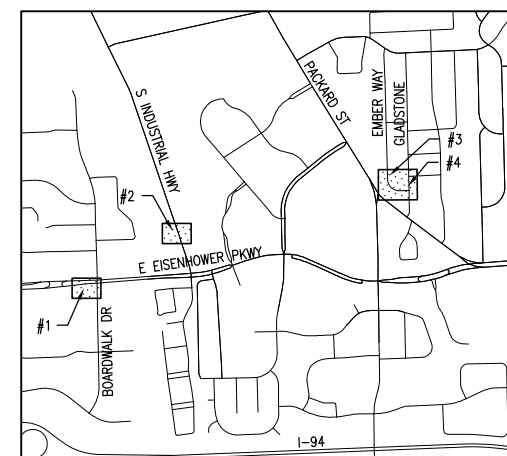 S INDUSTRIAL HWY
PACKARD ST
EMBER WAY
GLADSTONE
#3
#4
#2
E EISENHOWER PKWY
#1
BOARDWALK DR
I-94